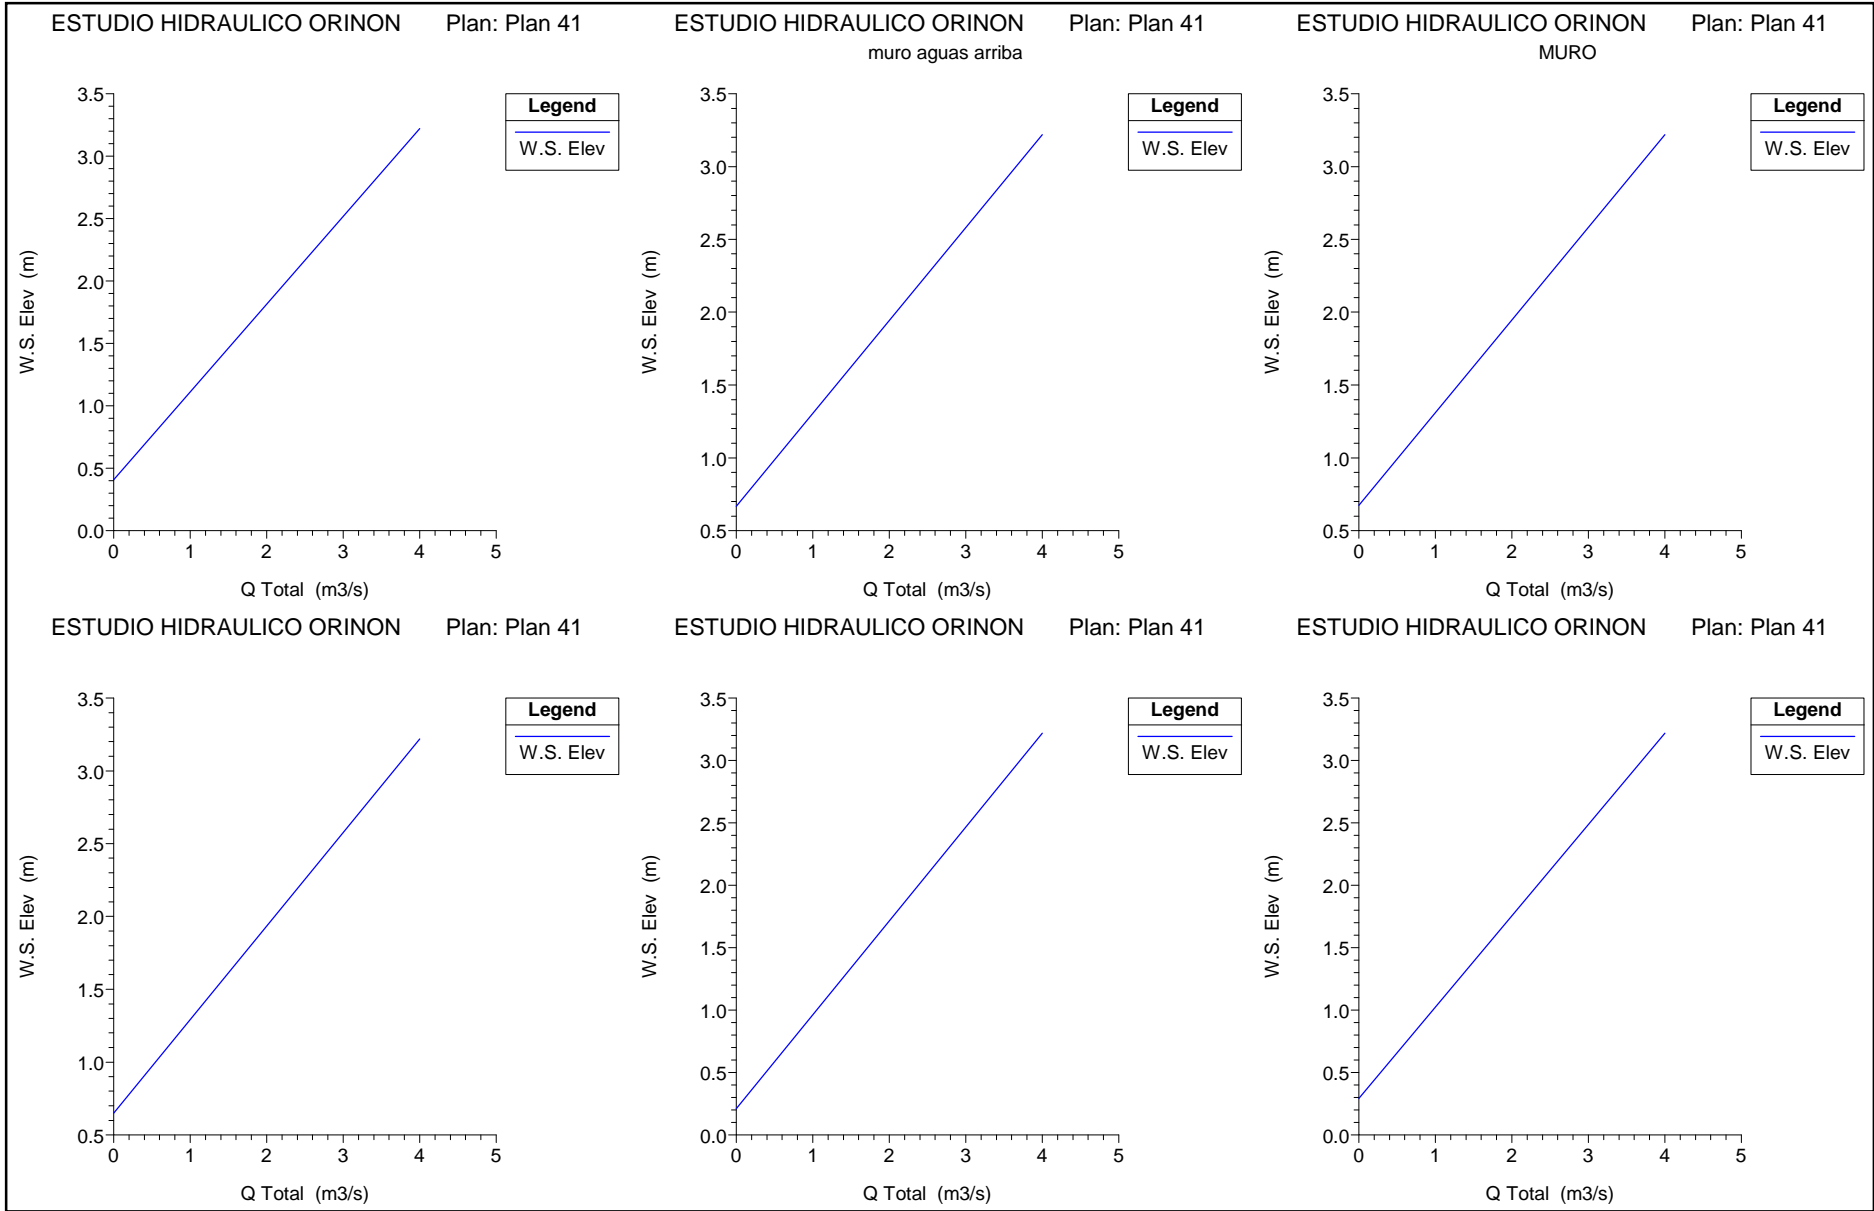 ESTUDIO HIDRAULICO ORINON Plan: Plan 41
Legend
W.S. Elev
3.5
3.0
2.5
2.0
1.5
1.0
0.5
0.0
W.S. Elev (m)
0 1 2 3 4 5
Q Total (m3/s)
ESTUDIO HIDRAULICO ORINON Plan: Plan 41
muro aguas arriba
Legend
W.S. Elev
3.5
3.0
2.5
2.0
1.5
1.0
0.5
W.S. Elev (m)
0 1 2 3 4 5
Q Total (m3/s)
ESTUDIO HIDRAULICO ORINON Plan: Plan 41
MURO
Legend
W.S. Elev
3.5
3.0
2.5
2.0
1.5
1.0
0.5
W.S. Elev (m)
0 1 2 3 4 5
Q Total (m3/s)
ESTUDIO HIDRAULICO ORINON Plan: Plan 41
Legend
W.S. Elev
3.5
3.0
2.5
2.0
1.5
1.0
0.5
W.S. Elev (m)
0 1 2 3 4 5
Q Total (m3/s)
ESTUDIO HIDRAULICO ORINON Plan: Plan 41
Legend
W.S. Elev
3.5
3.0
2.5
2.0
1.5
1.0
0.5
0.0
W.S. Elev (m)
0 1 2 3 4 5
Q Total (m3/s)
ESTUDIO HIDRAULICO ORINON Plan: Plan 41
Legend
W.S. Elev
3.5
3.0
2.5
2.0
1.5
1.0
0.5
0.0
W.S. Elev (m)
0 1 2 3 4 5
Q Total (m3/s)